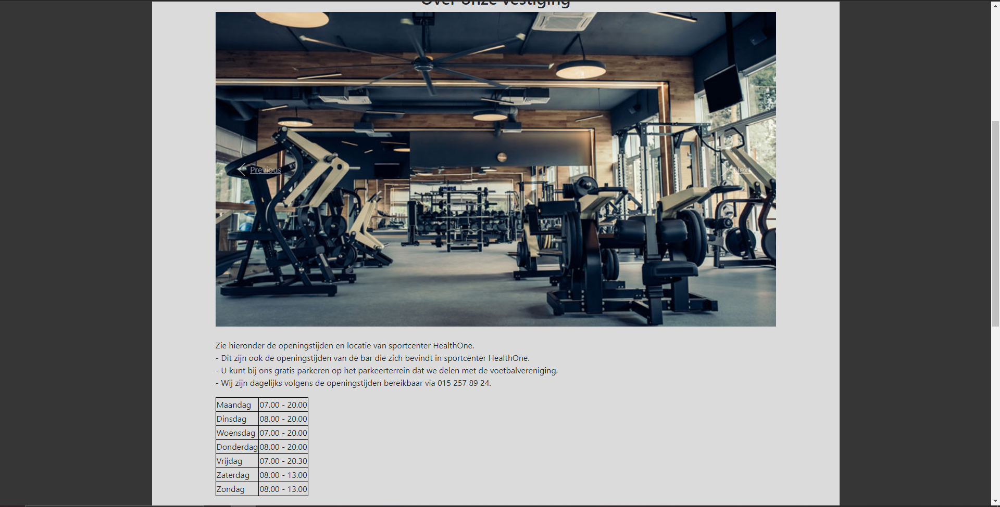 Over onze vestiging
Previous
Next
Zie hieronder de openingstijden en locatie van sportcenter HealthOne.
- Dit zijn ook de openingstijden van de bar die zich bevindt in sportcenter HealthOne.
- U kunt bij ons gratis parkeren op het parkeerterrein dat we delen met de voetbalvereniging.
- Wij zijn dagelijks volgens de openingstijden bereikbaar via 015 257 89 24.
Maandag 07.00 - 20.00
Dinsdag 08.00 - 20.00
Woensdag 07.00 - 20.00
Donderdag 08.00 - 20.00
Vrijdag 07.00 - 20.30
Zaterdag 08.00 - 13.00
Zondag 08.00 - 13.00